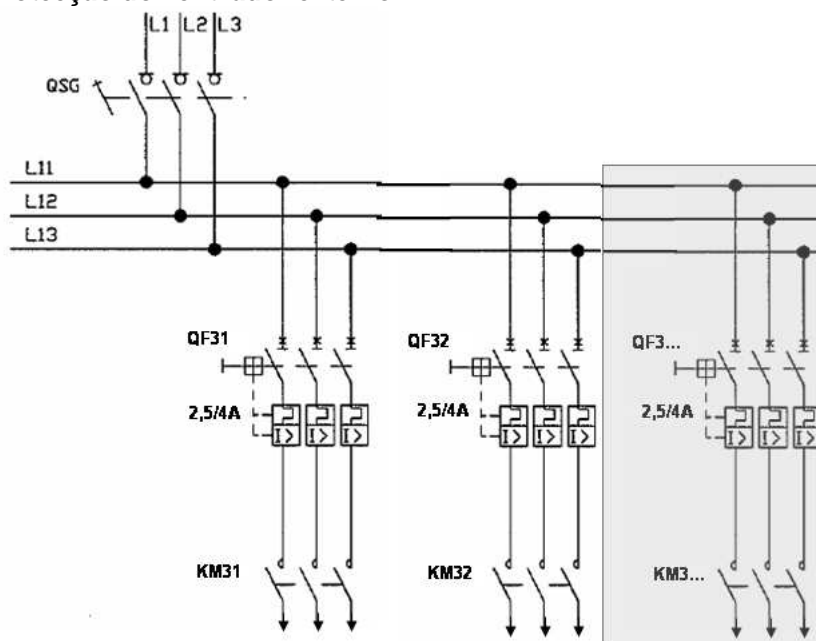 L1 L2 L3
QSG
L11
L12
L13
QF31 QF32 QF3...
2,5/4A 2,5/4A 2,5/4A
I> I> I> I> I> I> I> I> I>
KM31 KM32 KM3...